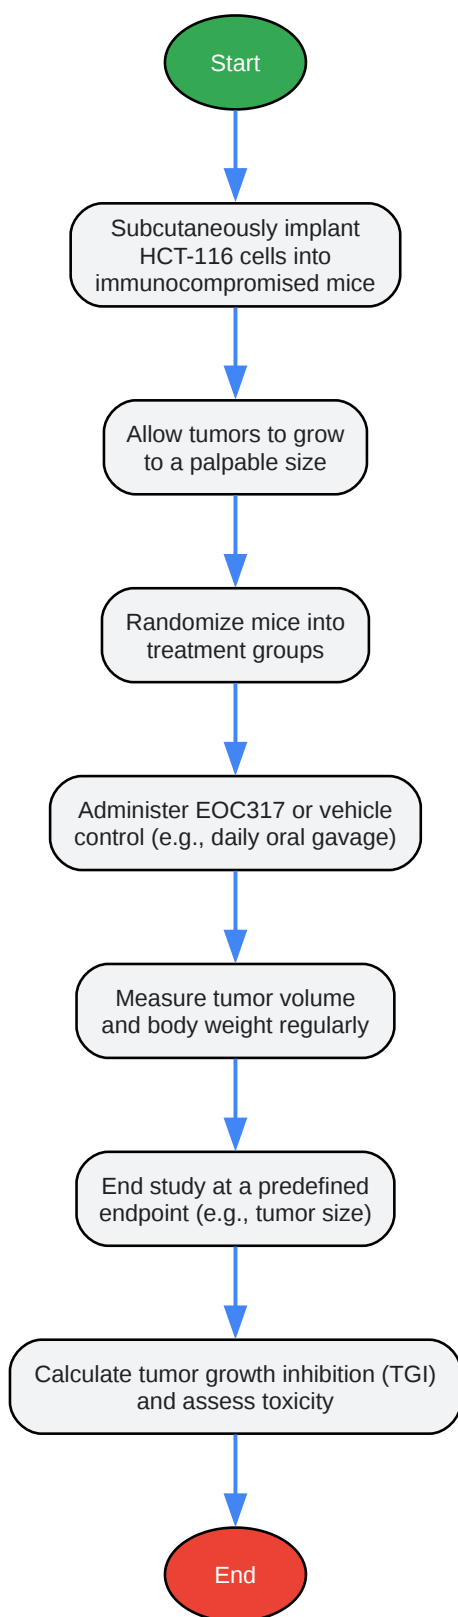 Start
Subcutaneously implant
HCT-116 cells into
immunocompromised mice
Allow tumors to grow
to a palpable size
Randomize mice into
treatment groups
Administer EOC317 or vehicle
control (e.g., daily oral gavage)
Measure tumor volume
and body weight regularly
End study at a predefined
endpoint (e.g., tumor size)
Calculate tumor growth inhibition (TGI)
and assess toxicity
End